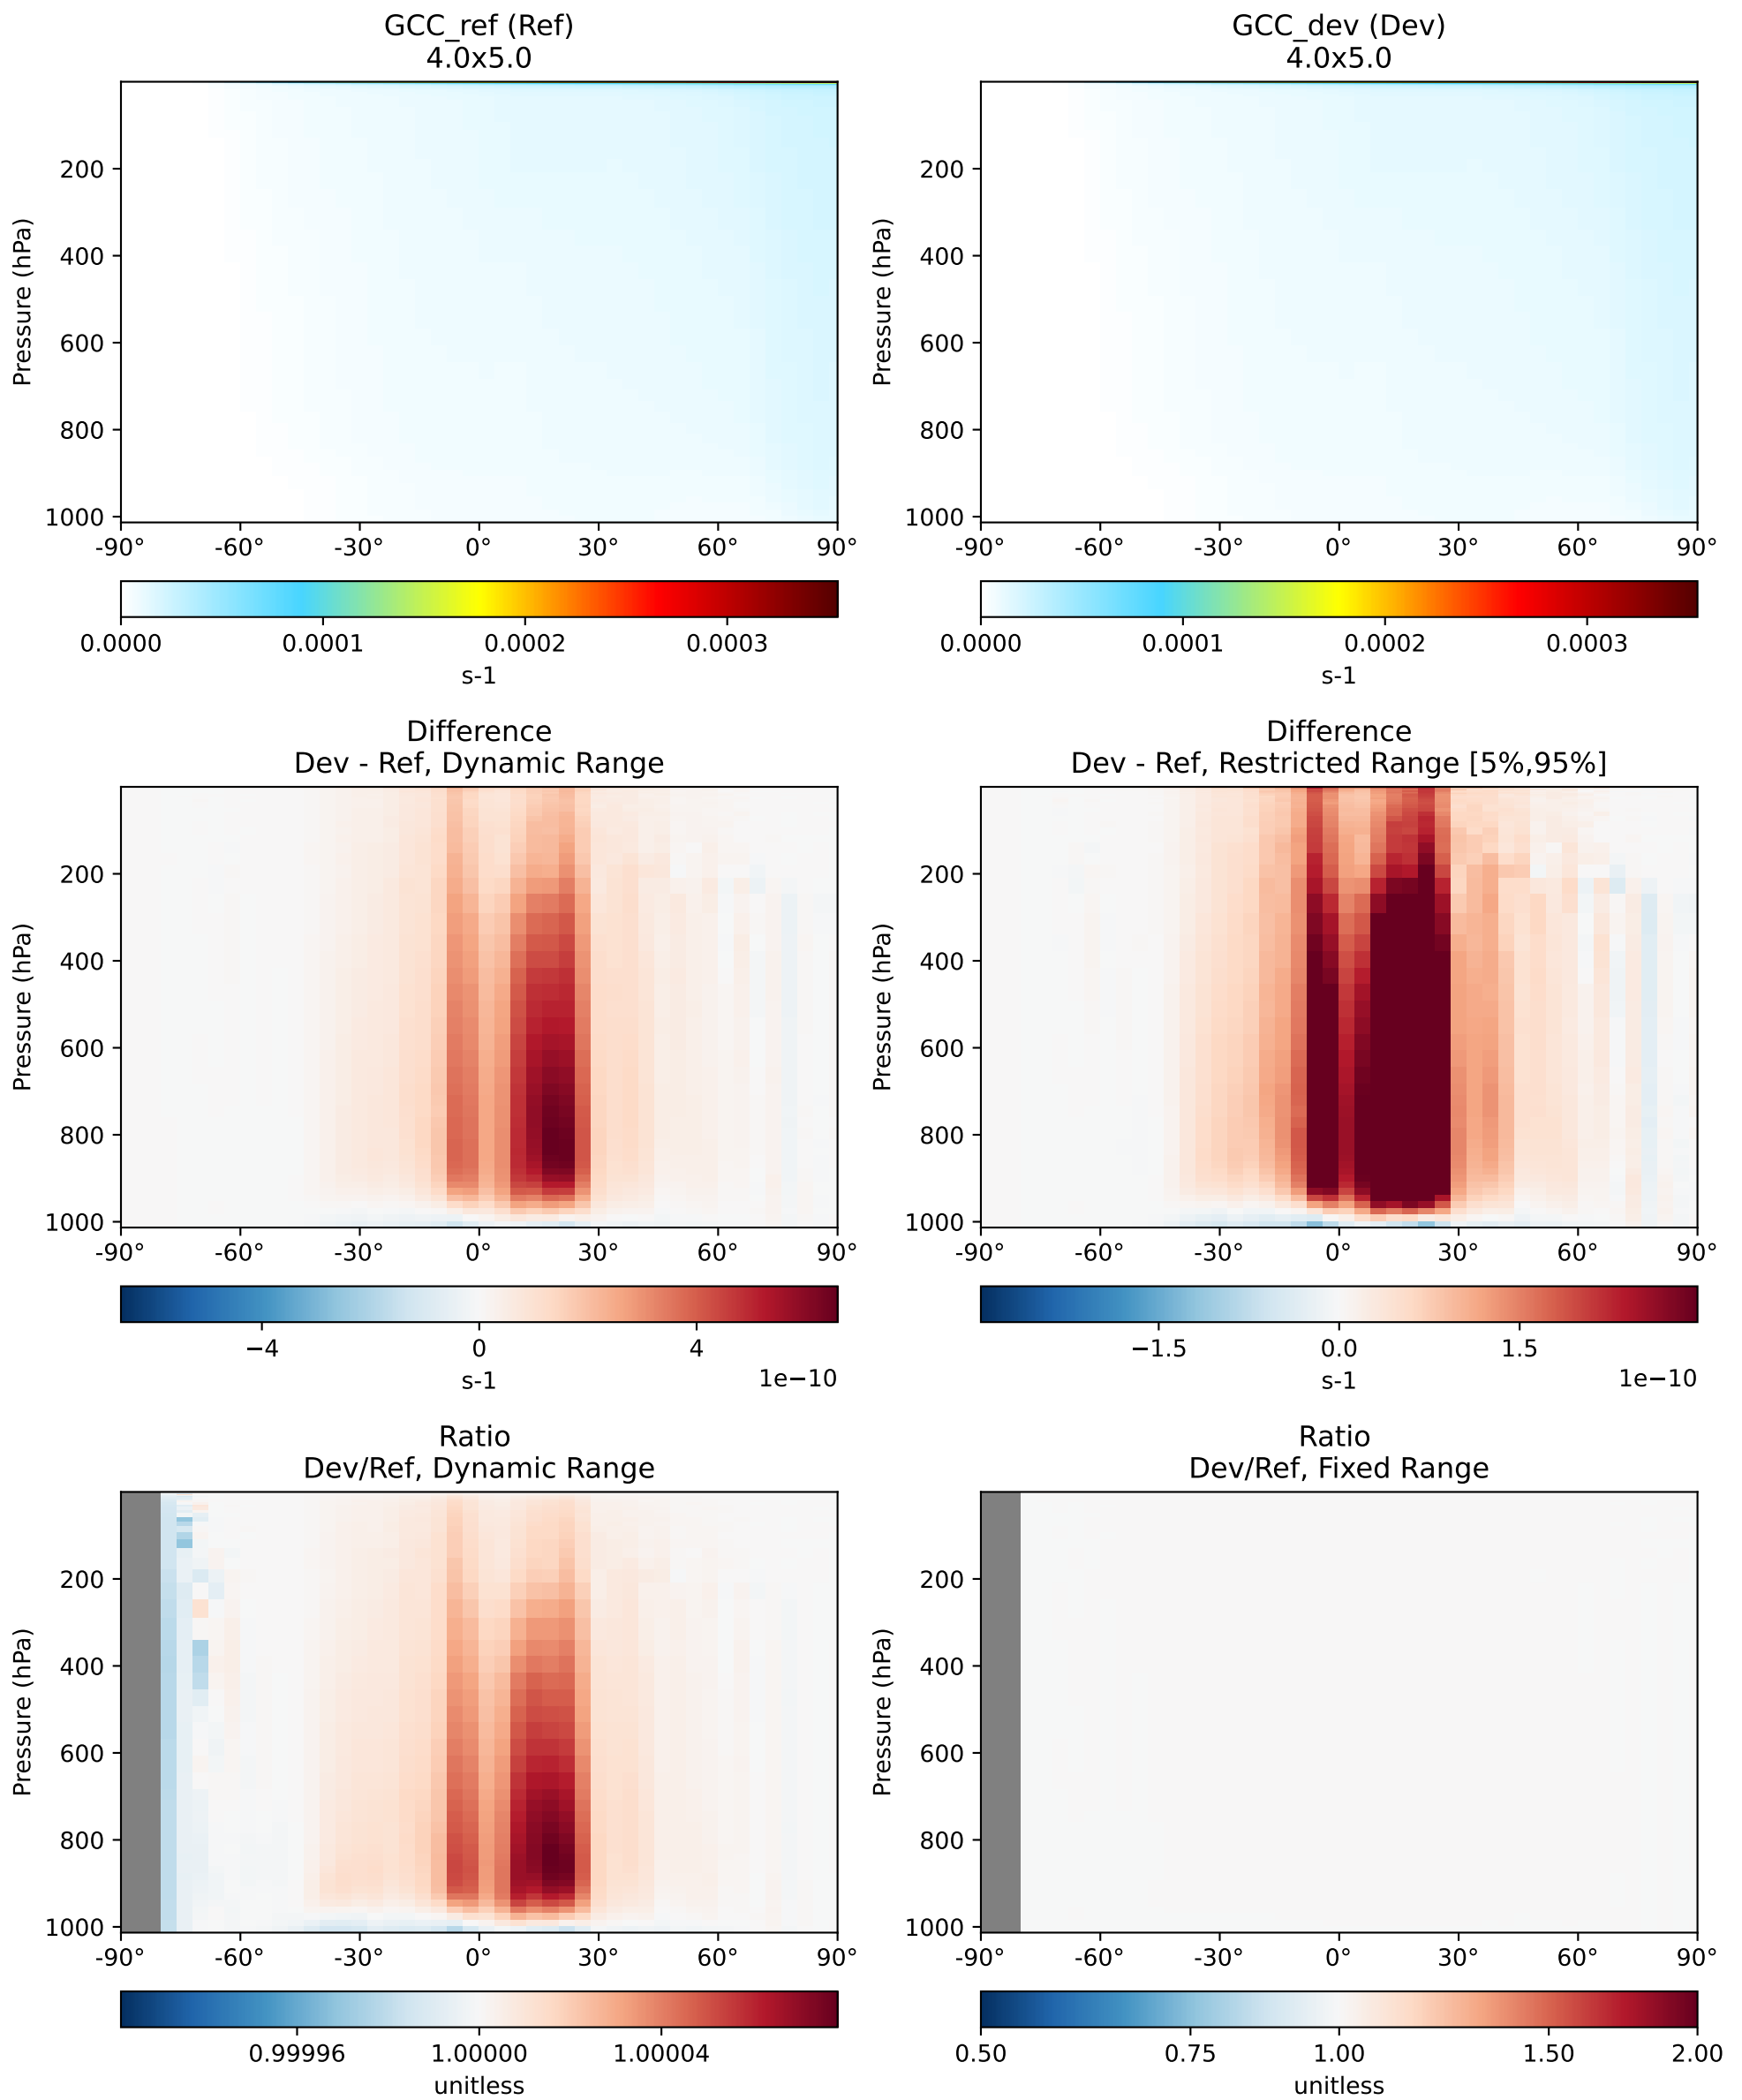 GCC_ref (Ref)
4.0x5.0
Pressure (hPa)
200
400
600
800
1000
-90° -60° -30° 0° 30° 60° 90°
0.0000 0.0001 0.0002 0.0003
s-1
GCC_dev (Dev)
4.0x5.0
Pressure (hPa)
200
400
600
800
1000
-90° -60° -30° 0° 30° 60° 90°
0.0000 0.0001 0.0002 0.0003
s-1
Difference
Dev - Ref, Dynamic Range
Pressure (hPa)
200
400
600
800
1000
-90° -60° -30° 0° 30° 60° 90°
−4 0 4
s-1
1e−10
Difference
Dev - Ref, Restricted Range [5%,95%]
Pressure (hPa)
200
400
600
800
1000
-90° -60° -30° 0° 30° 60° 90°
−1.5 0.0 1.5
s-1
1e−10
Ratio
Dev/Ref, Dynamic Range
Pressure (hPa)
200
400
600
800
1000
-90° -60° -30° 0° 30° 60° 90°
0.99996 1.00000 1.00004
unitless
Ratio
Dev/Ref, Fixed Range
Pressure (hPa)
200
400
600
800
1000
-90° -60° -30° 0° 30° 60° 90°
0.50 0.75 1.00 1.50 2.00
unitless